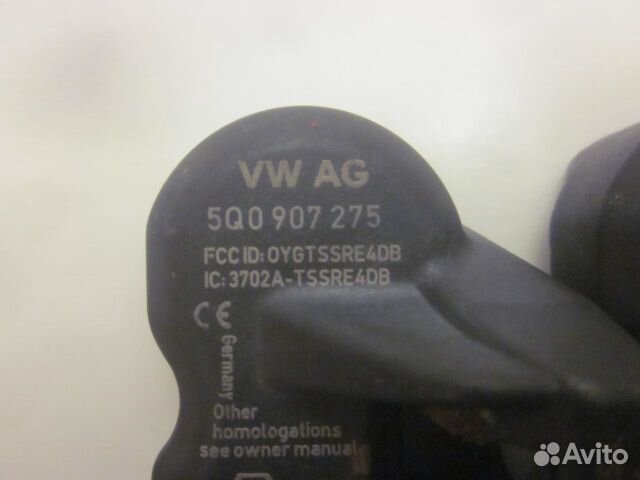 VW AG
5Q0 907 275
FCC ID: OYGTSSRE4DB
IC: 3702A-TSSRE4DB
CE
Germany
Other
homologations
see owner manual
Avito